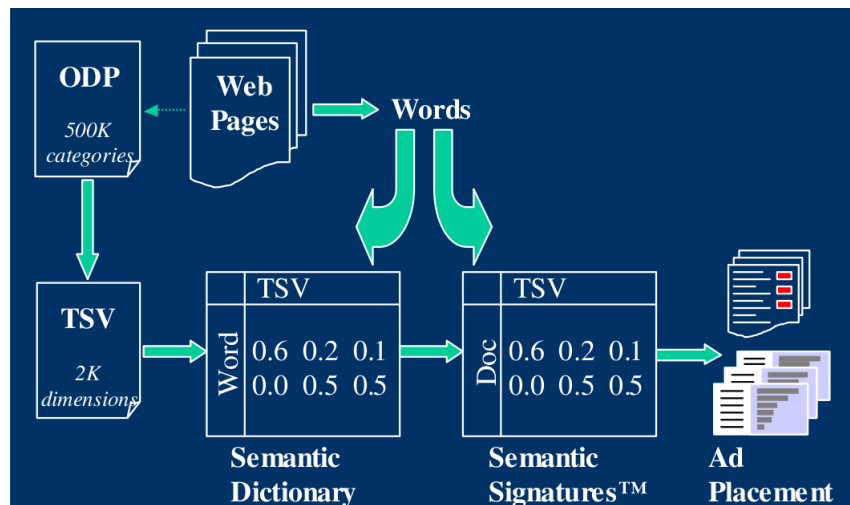 ODP
500K
categories
Web
Pages
Words
TSV
2K
dimensions
TSV
Word
0.6 0.2 0.1
0.0 0.5 0.5
Semantic
Dictionary
TSV
Doc
0.6 0.2 0.1
0.0 0.5 0.5
Semantic
Signatures™
Ad
Placement